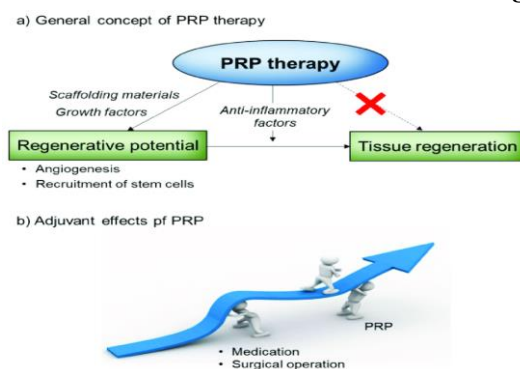 a) General concept of PRP therapy
PRP therapy
Scaffolding materials
Growth factors
Anti-inflammatory
factors
Regenerative potential
Tissue regeneration
• Angiogenesis
• Recruitment of stem cells
b) Adjuvant effects pf PRP
PRP
• Medication
• Surgical operation